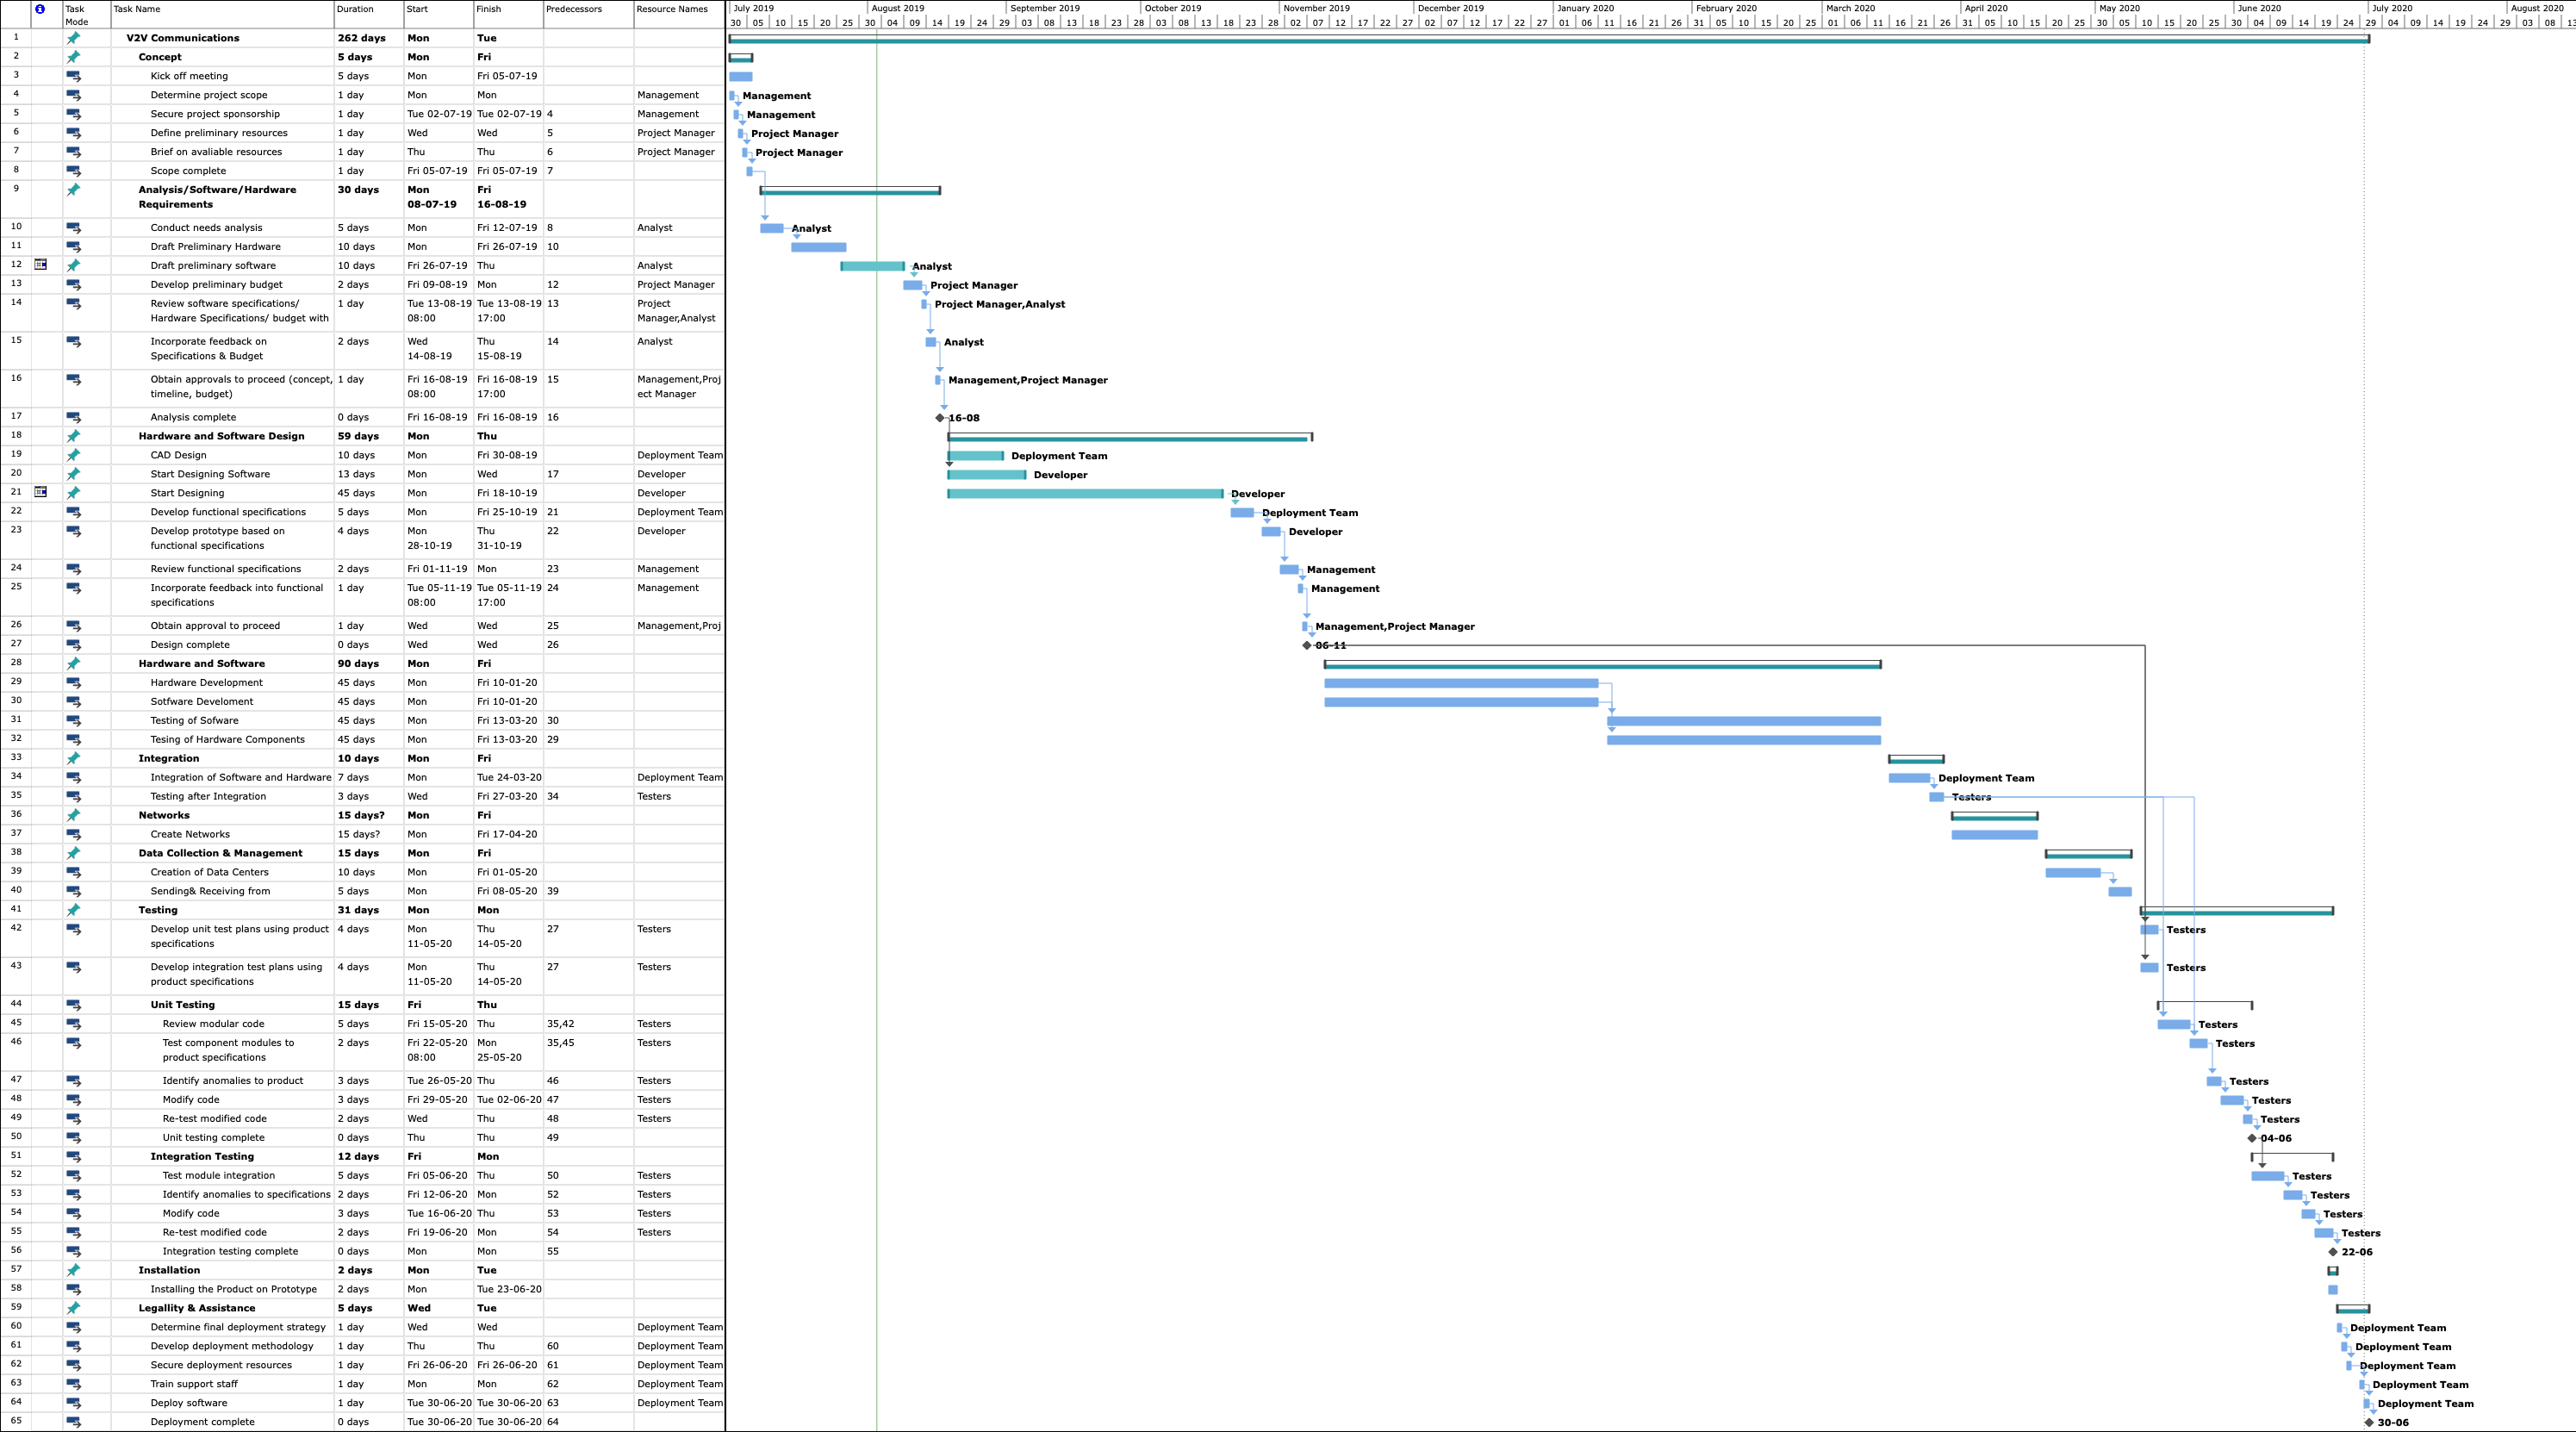 Task Mode Task Name Duration Start Finish Predecessors Resource Names
July 2019 August 2019 September 2019 October 2019 November 2019 December 2019 January 2020 February 2020 March 2020 April 2020 May 2020 June 2020 July 2020 August 2020
30 05 10 15 20 25 30 04 09 14 19 24 29 03 08 13 18 23 28 03 08 13 18 23 28 02 07 12 17 22 27 02 07 12 17 22 27 01 06 11 16 21 26 31 05 10 15 20 25 01 06 11 16 21 26 31 05 10 15 20 25 30 05 10 15 20 25 30 04 09 14 19 24 29 04 09 14 19 24 29 03 08 13
1 V2V Communications 262 days Mon Tue
2 Concept 5 days Mon Fri
3 Kick off meeting 5 days Mon Fri 05-07-19
4 Determine project scope 1 day Mon Mon Management Management
5 Secure project sponsorship 1 day Tue 02-07-19 Tue 02-07-19 4 Management Management
6 Define preliminary resources 1 day Wed Wed 5 Project Manager Project Manager
7 Brief on avaliable resources 1 day Thu Thu 6 Project Manager Project Manager
8 Scope complete 1 day Fri 05-07-19 Fri 05-07-19 7
9 Analysis/Software/Hardware 30 days Mon Fri
Requirements 08-07-19 16-08-19
10 Conduct needs analysis 5 days Mon Fri 12-07-19 8 Analyst Analyst
11 Draft Preliminary Hardware 10 days Mon Fri 26-07-19 10
12 Draft preliminary software 10 days Fri 26-07-19 Thu Analyst Analyst
13 Develop preliminary budget 2 days Fri 09-08-19 Mon 12 Project Manager Project Manager
14 Review software specifications/ 1 day Tue 13-08-19 Tue 13-08-19 13 Project Project Manager,Analyst
Hardware Specifications/ budget with 08:00 17:00 Manager,Analyst
15 Incorporate feedback on 2 days Wed Thu 14 Analyst Analyst
Specifications & Budget 14-08-19 15-08-19
16 Obtain approvals to proceed (concept, 1 day Fri 16-08-19 Fri 16-08-19 15 Management,Proj Management,Project Manager
timeline, budget) 08:00 17:00 ect Manager
17 Analysis complete 0 days Fri 16-08-19 Fri 16-08-19 16 16-08
18 Hardware and Software Design 59 days Mon Thu
19 CAD Design 10 days Mon Fri 30-08-19 Deployment Team Deployment Team
20 Start Designing Software 13 days Mon Wed 17 Developer Developer
21 Start Designing 45 days Mon Fri 18-10-19 Developer Developer
22 Develop functional specifications 5 days Mon Fri 25-10-19 21 Deployment Team Deployment Team
23 Develop prototype based on 4 days Mon Thu 22 Developer Developer
functional specifications 28-10-19 31-10-19
24 Review functional specifications 2 days Fri 01-11-19 Mon 23 Management Management
25 Incorporate feedback into functional 1 day Tue 05-11-19 Tue 05-11-19 24 Management Management
specifications 08:00 17:00
26 Obtain approval to proceed 1 day Wed Wed 25 Management,Proj Management,Project Manager
27 Design complete 0 days Wed Wed 26 06-11
28 Hardware and Software 90 days Mon Fri
29 Hardware Development 45 days Mon Fri 10-01-20
30 Sotfware Develoment 45 days Mon Fri 10-01-20
31 Testing of Sofware 45 days Mon Fri 13-03-20 30
32 Tesing of Hardware Components 45 days Mon Fri 13-03-20 29
33 Integration 10 days Mon Fri
34 Integration of Software and Hardware 7 days Mon Tue 24-03-20 Deployment Team Deployment Team
35 Testing after Integration 3 days Wed Fri 27-03-20 34 Testers Testers
36 Networks 15 days? Mon Fri
37 Create Networks 15 days? Mon Fri 17-04-20
38 Data Collection & Management 15 days Mon Fri
39 Creation of Data Centers 10 days Mon Fri 01-05-20
40 Sending& Receiving from 5 days Mon Fri 08-05-20 39
41 Testing 31 days Mon Mon
42 Develop unit test plans using product 4 days Mon Thu 27 Testers Testers
specifications 11-05-20 14-05-20
43 Develop integration test plans using 4 days Mon Thu 27 Testers Testers
product specifications 11-05-20 14-05-20
44 Unit Testing 15 days Fri Thu
45 Review modular code 5 days Fri 15-05-20 Thu 35,42 Testers Testers
46 Test component modules to 2 days Fri 22-05-20 Mon 35,45 Testers Testers
product specifications 08:00 25-05-20
47 Identify anomalies to product 3 days Tue 26-05-20 Thu 46 Testers Testers
48 Modify code 3 days Fri 29-05-20 Tue 02-06-20 47 Testers Testers
49 Re-test modified code 2 days Wed Thu 48 Testers Testers
50 Unit testing complete 0 days Thu Thu 49 04-06
51 Integration Testing 12 days Fri Mon
52 Test module integration 5 days Fri 05-06-20 Thu 50 Testers Testers
53 Identify anomalies to specifications 2 days Fri 12-06-20 Mon 52 Testers Testers
54 Modify code 3 days Tue 16-06-20 Thu 53 Testers Testers
55 Re-test modified code 2 days Fri 19-06-20 Mon 54 Testers Testers
56 Integration testing complete 0 days Mon Mon 55 22-06
57 Installation 2 days Mon Tue
58 Installing the Product on Prototype 2 days Mon Tue 23-06-20
59 Legallity & Assistance 5 days Wed Tue
60 Determine final deployment strategy 1 day Wed Wed Deployment Team Deployment Team
61 Develop deployment methodology 1 day Thu Thu 60 Deployment Team Deployment Team
62 Secure deployment resources 1 day Fri 26-06-20 Fri 26-06-20 61 Deployment Team Deployment Team
63 Train support staff 1 day Mon Mon 62 Deployment Team Deployment Team
64 Deploy software 1 day Tue 30-06-20 Tue 30-06-20 63 Deployment Team Deployment Team
65 Deployment complete 0 days Tue 30-06-20 Tue 30-06-20 64 30-06